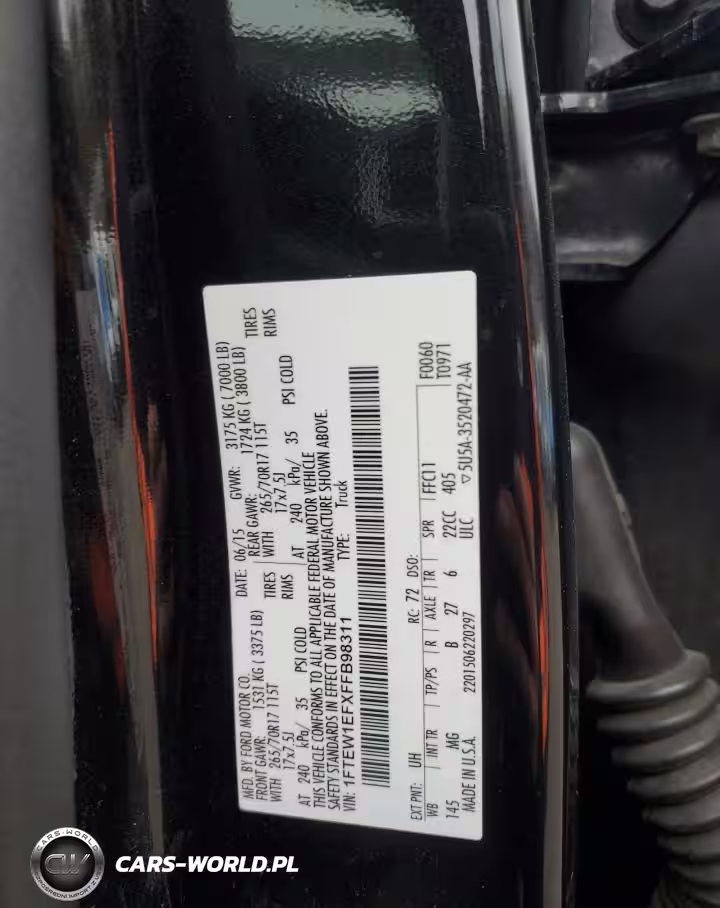 MFD. BY FORD MOTOR CO.
DATE: 06/15 GVWR: 3175 KG ( 7000 LB)
FRONT GAWR: 1531 KG ( 3375 LB) REAR GAWR: 1724 KG ( 3800 LB)
WITH 265/70R17 115T TIRES WITH 265/70R17 115T TIRES
17x7.5J RIMS 17x7.5J RIMS
AT 240 kPa/ 35 PSI COLD AT 240 kPa/ 35 PSI COLD
THIS VEHICLE CONFORMS TO ALL APPLICABLE FEDERAL MOTOR VEHICLE
SAFETY STANDARDS IN EFFECT ON THE DATE OF MANUFACTURE SHOWN ABOVE.
VIN: 1FTEW1EFXFFB98311 TYPE: Truck
EXT PNT: UH RC: 72 DSO: F0060
WB INT TR TP/PS R AXLE TR SPR FFC11 T0971
145 MG B 27 6 22CC 405
MADE IN U.S.A. 2201506220297 ULC ▽5U5A-3520472-AA
CARS-WORLD
CW
CARS-WORLD.PL